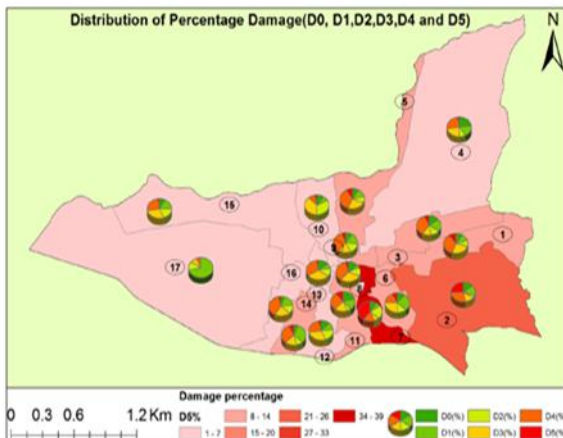 Distribution of Percentage Damage(D0, D1,D2,D3,D4 and D5)
N
5
4
15
1
10
9
3
17
16
6
8
13
14
2
7
11
12
Damage percentage
D5%
8 - 14
21 - 26
34 - 39
D0(%)
D2(%)
D4(%)
1 - 7
15 - 20
27 - 33
D1(%)
D3(%)
D5(%)
0 0.3 0.6 1.2 Km